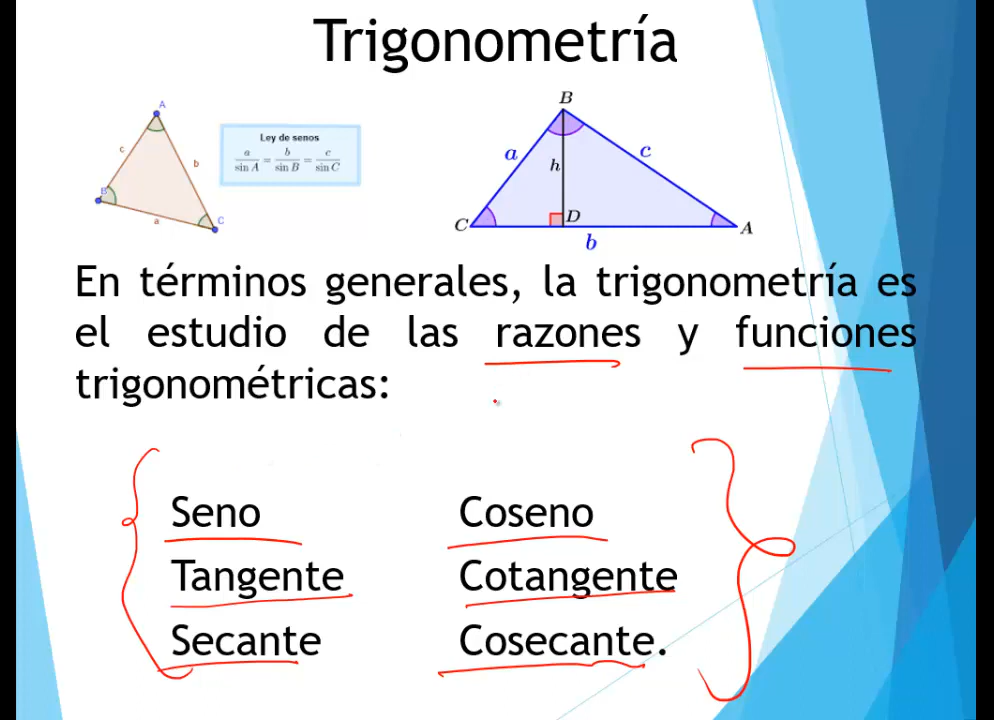 Trigonometría
A
c
b
B
a
C
Ley de senos
a/sin A = b/sin B = c/sin C
B
a
h
c
C
D
A
b
En términos generales, la trigonometría es
el estudio de las razones y funciones
trigonométricas:
Seno Coseno
Tangente Cotangente
Secante Cosecante.